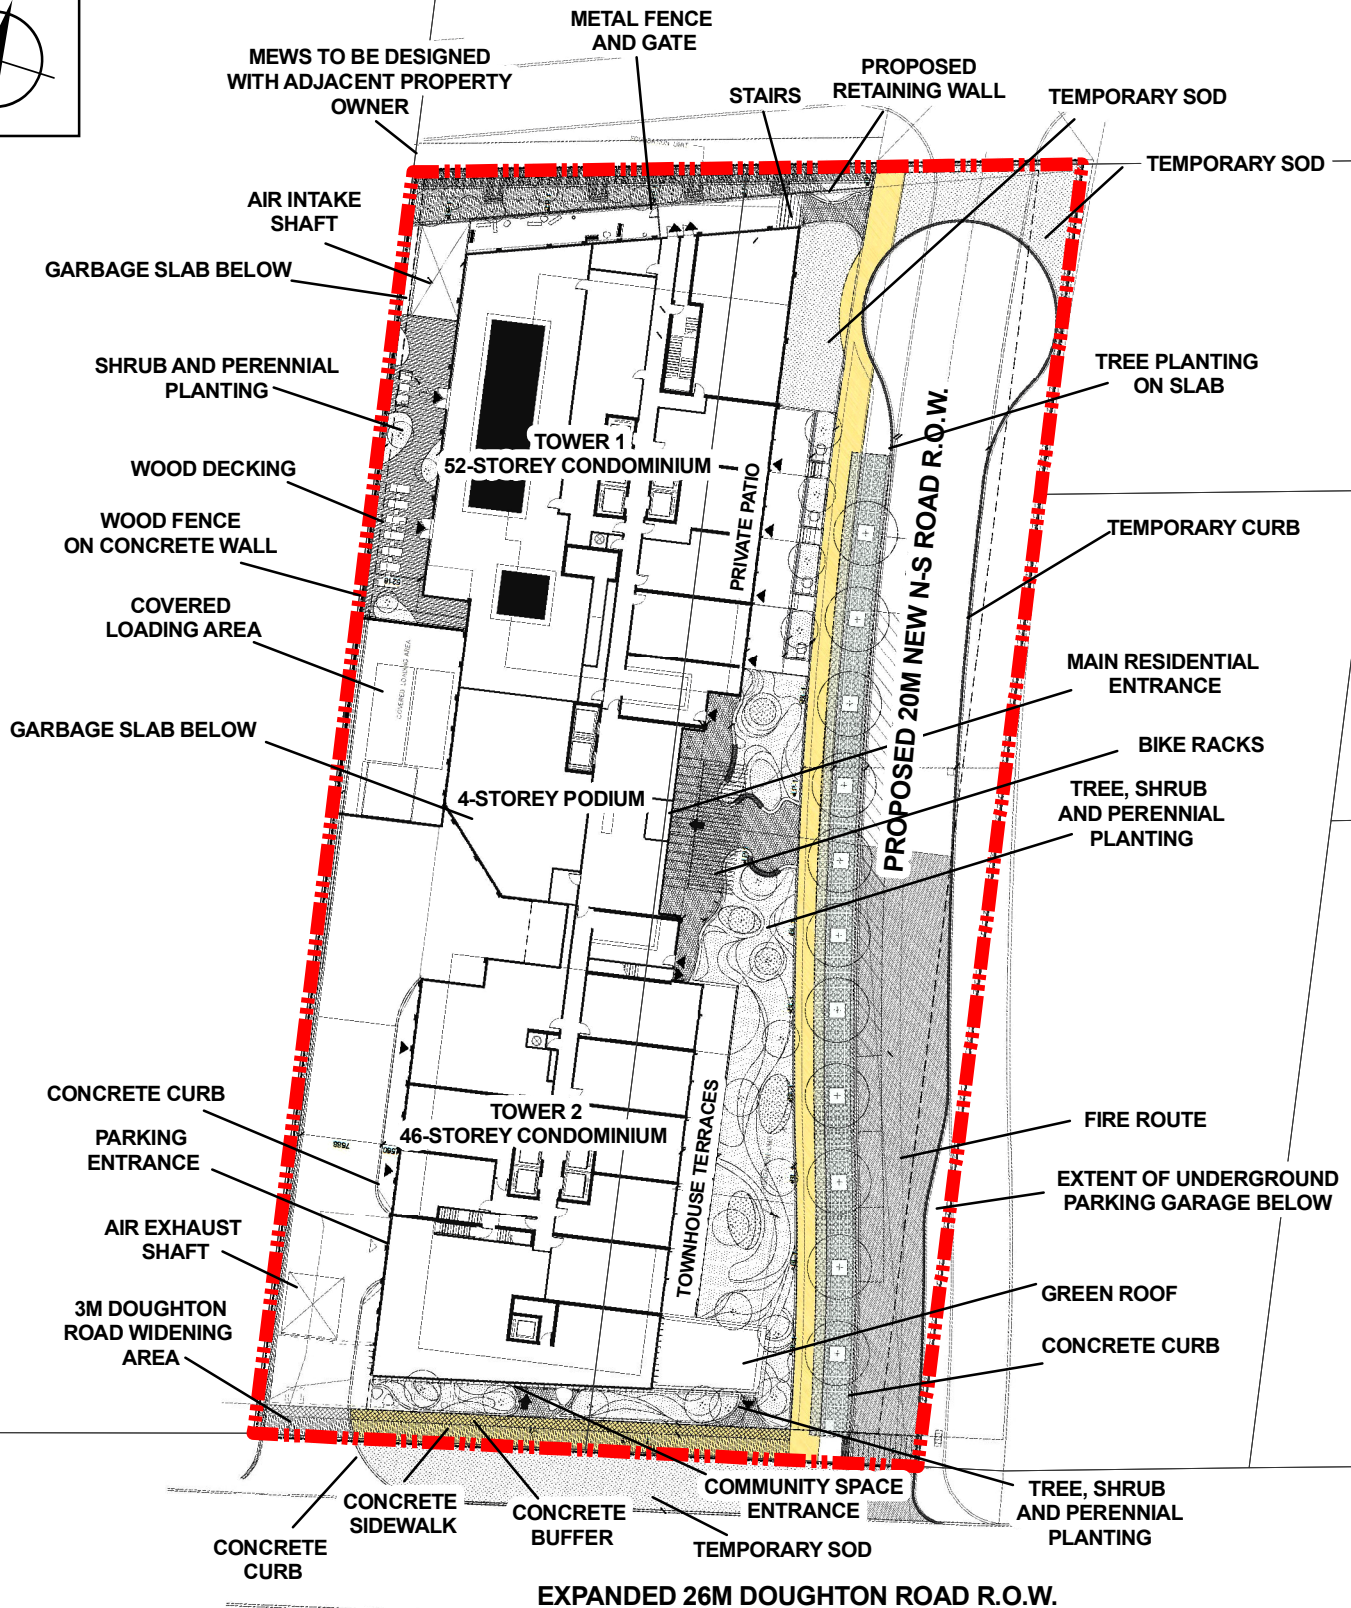 METAL FENCE
AND GATE
MEWS TO BE DESIGNED
WITH ADJACENT PROPERTY
OWNER
PROPOSED
RETAINING WALL
STAIRS
TEMPORARY SOD
TEMPORARY SOD
AIR INTAKE
SHAFT
GARBAGE SLAB BELOW
SHRUB AND PERENNIAL
PLANTING
TREE PLANTING
ON SLAB
TOWER 1
52-STOREY CONDOMINIUM
WOOD DECKING
PRIVATE PATIO
PROPOSED 20M NEW N-S ROAD R.O.W.
WOOD FENCE
ON CONCRETE WALL
TEMPORARY CURB
6218
COVERED
LOADING AREA
COVERED LOADING AREA
MAIN RESIDENTIAL
ENTRANCE
GARBAGE SLAB BELOW
BIKE RACKS
4-STOREY PODIUM
TREE, SHRUB
AND PERENNIAL
PLANTING
CONCRETE CURB
TOWER 2
46-STOREY CONDOMINIUM
TOWNHOUSE TERRACES
FIRE ROUTE
PARKING
ENTRANCE
7688
EXTENT OF UNDERGROUND
PARKING GARAGE BELOW
AIR EXHAUST
SHAFT
GREEN ROOF
3M DOUGHTON
ROAD WIDENING
AREA
CONCRETE CURB
COMMUNITY SPACE
ENTRANCE
TREE, SHRUB
AND PERENNIAL
PLANTING
CONCRETE
SIDEWALK
CONCRETE
BUFFER
CONCRETE
CURB
TEMPORARY SOD
EXPANDED 26M DOUGHTON ROAD R.O.W.